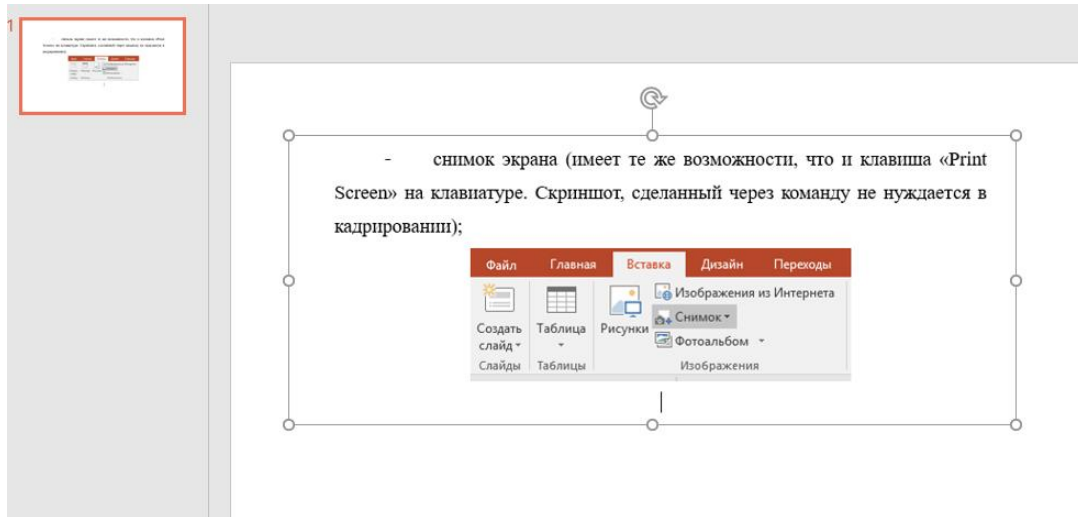 1
- снимок экрана (имеет те же возможности, что и клавиша «Print
Screen» на клавиатуре. Скриншот, сделанный через команду не нуждается в
кадрировании);
Файл Главная Вставка Дизайн Переходы
Изображения из Интернета
Снимок
Создать слайд
Таблица
Рисунки
Фотоальбом
Слайды Таблицы Изображения